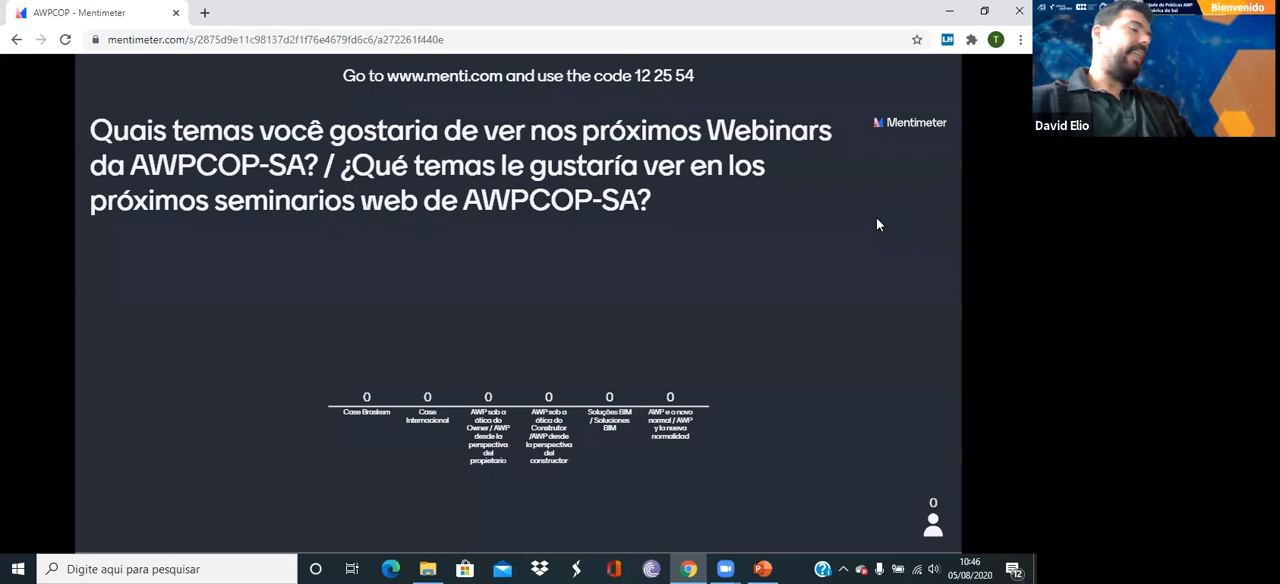 AWPCOP - Mentimeter
mentimeter.com/s/2875d9e11c98137d2f1f76e4679fd6c6/a272261f440e
LH
T
Go to www.menti.com and use the code 12 25 54
Quais temas você gostaria de ver nos próximos Webinars
da AWPCOP-SA? / ¿Qué temas le gustaría ver en los
próximos seminarios web de AWPCOP-SA?
Mentimeter
0 0 0 0 0 0
Case Braskem
Case
Internacional
AWP sob a
ótica do
Owner / AWP
desde la
perspectiva
del
propietario
AWP sob a
ótica do
Construtor
/AWP desde
la perspectiva
del
constructor
Soluções BIM
/ Soluciones
BIM
AWP e o novo
normal / AWP
y la nueva
normalidad
0
Digite aqui para pesquisar
10:46
05/08/2020
12
Práticas AWP
Bienvenido
David Elio